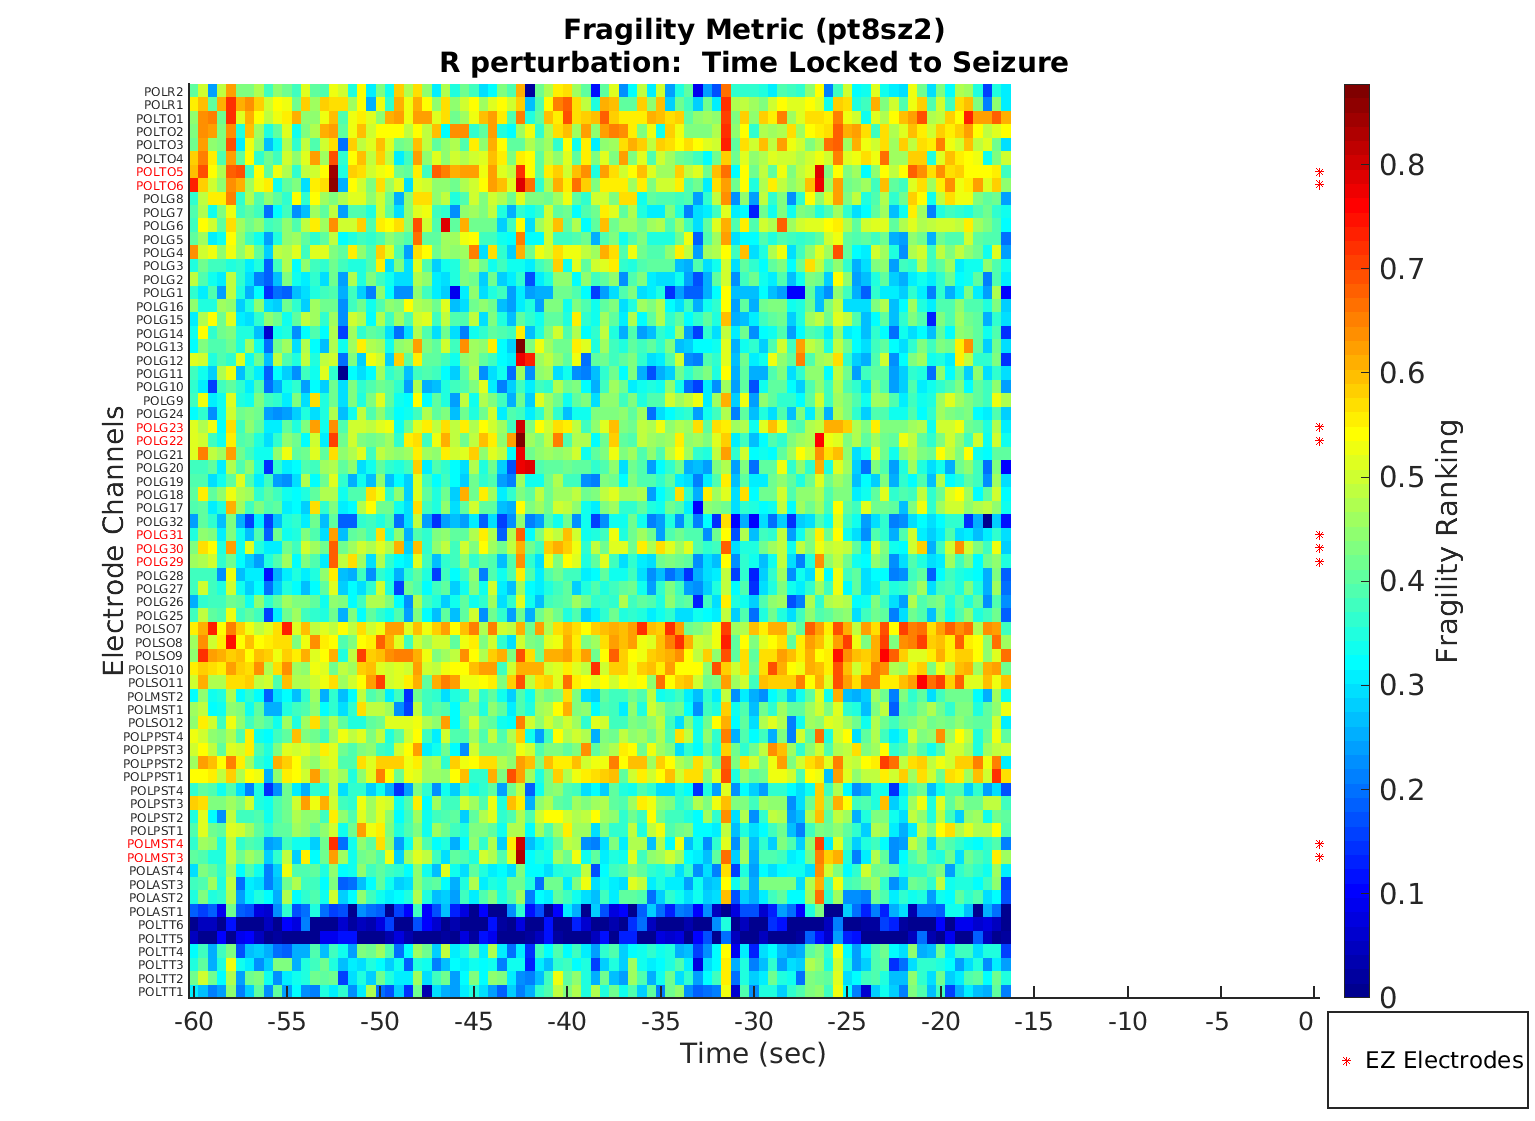 Fragility Metric (pt8sz2)
R perturbation:  Time Locked to Seizure
Electrode Channels
POLR2
POLR1
POLTO1
POLTO2
POLTO3
POLTO4
POLTO5
POLTO6
POLG8
POLG7
POLG6
POLG5
POLG4
POLG3
POLG2
POLG1
POLG16
POLG15
POLG14
POLG13
POLG12
POLG11
POLG10
POLG9
POLG24
POLG23
POLG22
POLG21
POLG20
POLG19
POLG18
POLG17
POLG32
POLG31
POLG30
POLG29
POLG28
POLG27
POLG26
POLG25
POLSO7
POLSO8
POLSO9
POLSO10
POLSO11
POLMST2
POLMST1
POLSO12
POLPPST4
POLPPST3
POLPPST2
POLPPST1
POLPST4
POLPST3
POLPST2
POLPST1
POLMST4
POLMST3
POLAST4
POLAST3
POLAST2
POLAST1
POLTT6
POLTT5
POLTT4
POLTT3
POLTT2
POLTT1
-60 -55 -50 -45 -40 -35 -30 -25 -20 -15 -10 -5 0
Time (sec)
0.8
0.7
0.6
0.5
0.4
0.3
0.2
0.1
0
Fragility Ranking
* EZ Electrodes